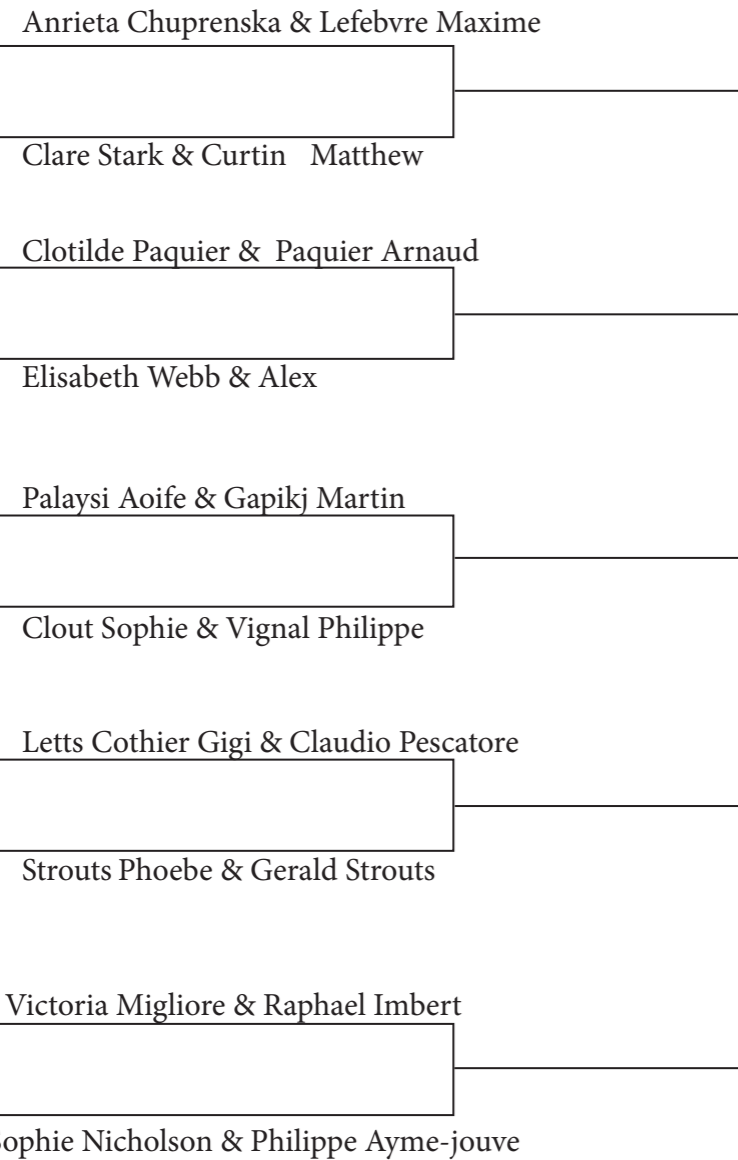 Anrieta Chuprenska & Lefebvre Maxime
Clare Stark & Curtin Matthew
Clotilde Paquier & Paquier Arnaud
Elisabeth Webb & Alex
Palaysi Aoife & Gapikj Martin
Clout Sophie & Vignal Philippe
Letts Cothier Gigi & Claudio Pescatore
Strouts Phoebe & Gerald Strouts
Victoria Migliore & Raphael Imbert
Sophie Nicholson & Philippe Ayme-jouve